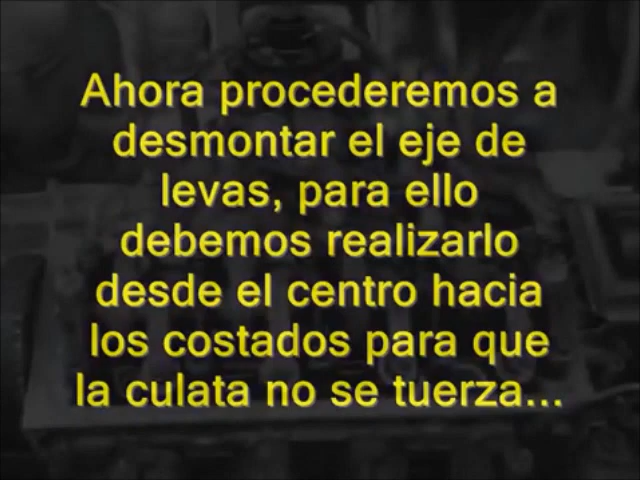 Ahora procederemos a
desmontar el eje de
levas, para ello
debemos realizarlo
desde el centro hacia
los costados para que
la culata no se tuerza...